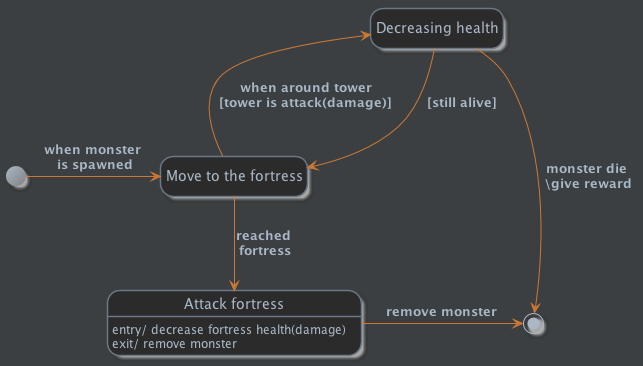 Decreasing health
when around tower
[tower is attack(damage)]
[still alive]
when monster
is spawned
Move to the fortress
monster die
\give reward
reached
fortress
Attack fortress
entry/ decrease fortress health(damage)
exit/ remove monster
remove monster